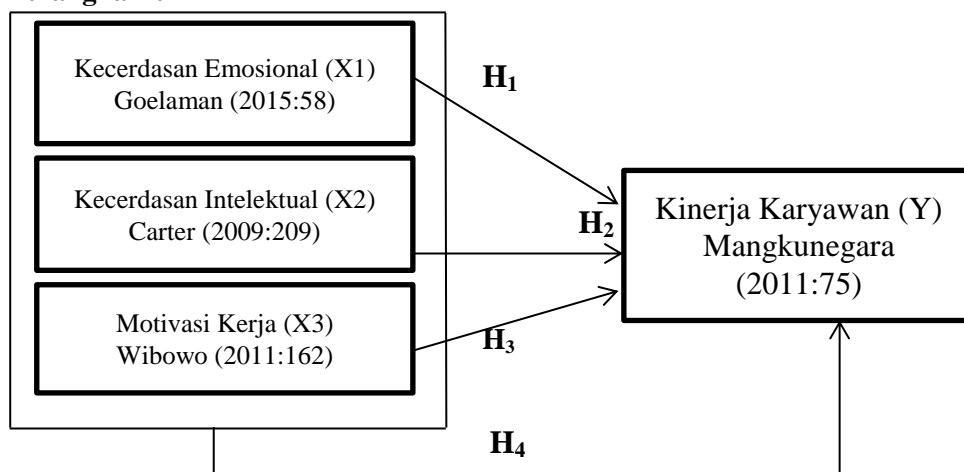 Kecerdasan Emosional (X1)
Goelaman (2015:58)
H1
Kecerdasan Intelektual (X2)
Carter (2009:209)
H2
Kinerja Karyawan (Y)
Mangkunegara
(2011:75)
Motivasi Kerja (X3)
Wibowo (2011:162)
H3
H4